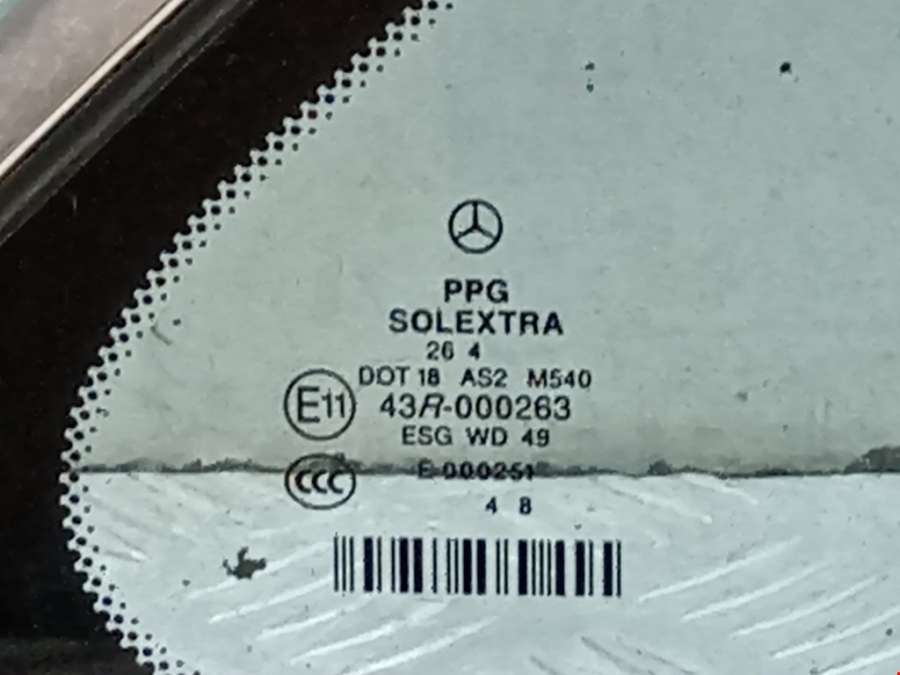 PPG
SOLEXTRA
26 4
DOT 18 AS2 M540
E11 43R-000263
ESG WD 49
CCC E 000251
4 8